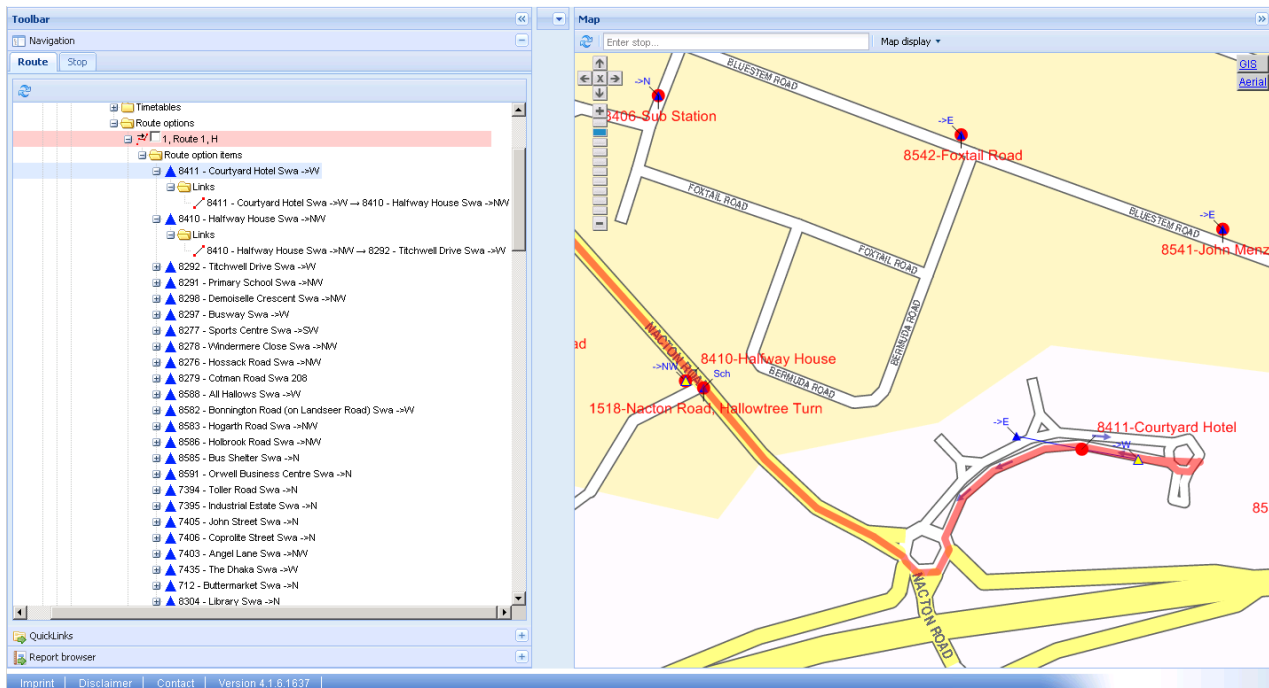 Toolbar
Navigation
Route
Stop
Timetables
Route options
1, Route 1, H
Route option items
8411 - Courtyard Hotel Swa ->W
Links
8411 - Courtyard Hotel Swa ->W → 8410 - Halfway House Swa ->NW
8410 - Halfway House Swa ->NW
Links
8410 - Halfway House Swa ->NW → 8292 - Titchwell Drive Swa ->W
8292 - Titchwell Drive Swa ->W
8291 - Primary School Swa ->NW
8298 - Demoiselle Crescent Swa ->NW
8297 - Busway Swa ->W
8277 - Sports Centre Swa ->SW
8278 - Windermere Close Swa ->NW
8276 - Hossack Road Swa ->NW
8279 - Cotman Road Swa 208
8588 - All Hallows Swa ->W
8582 - Bonnington Road (on Landseer Road) Swa ->W
8583 - Hogarth Road Swa ->NW
8586 - Holbrook Road Swa ->NW
8585 - Bus Shelter Swa ->N
8591 - Orwell Business Centre Swa ->N
7394 - Toller Road Swa ->N
7395 - Industrial Estate Swa ->N
7405 - John Street Swa ->N
7406 - Coprolite Street Swa ->N
7403 - Angel Lane Swa ->NW
7435 - The Dhaka Swa ->W
712 - Buttermarket Swa ->N
8304 - Library Swa ->N
QuickLinks
Report browser
Imprint
Disclaimer
Contact
Version 4.1.6.1637
Map
Enter stop...
Map display
GIS
Aerial
X
BLUESTEM ROAD
->N
8406-Sub Station
->E
8542-Foxtail Road
FOXTAIL ROAD
->E
BLUESTEM ROAD
8541-John Menz
FOXTAIL ROAD
BERMUDA ROAD
NACTON ROAD
ad
8410-Halfway House
->NW
Sch
BERMUDA ROAD
1518-Nacton Road, Hallowtree Turn
->E
8411-Courtyard Hotel
->W
85
NACTON ROAD